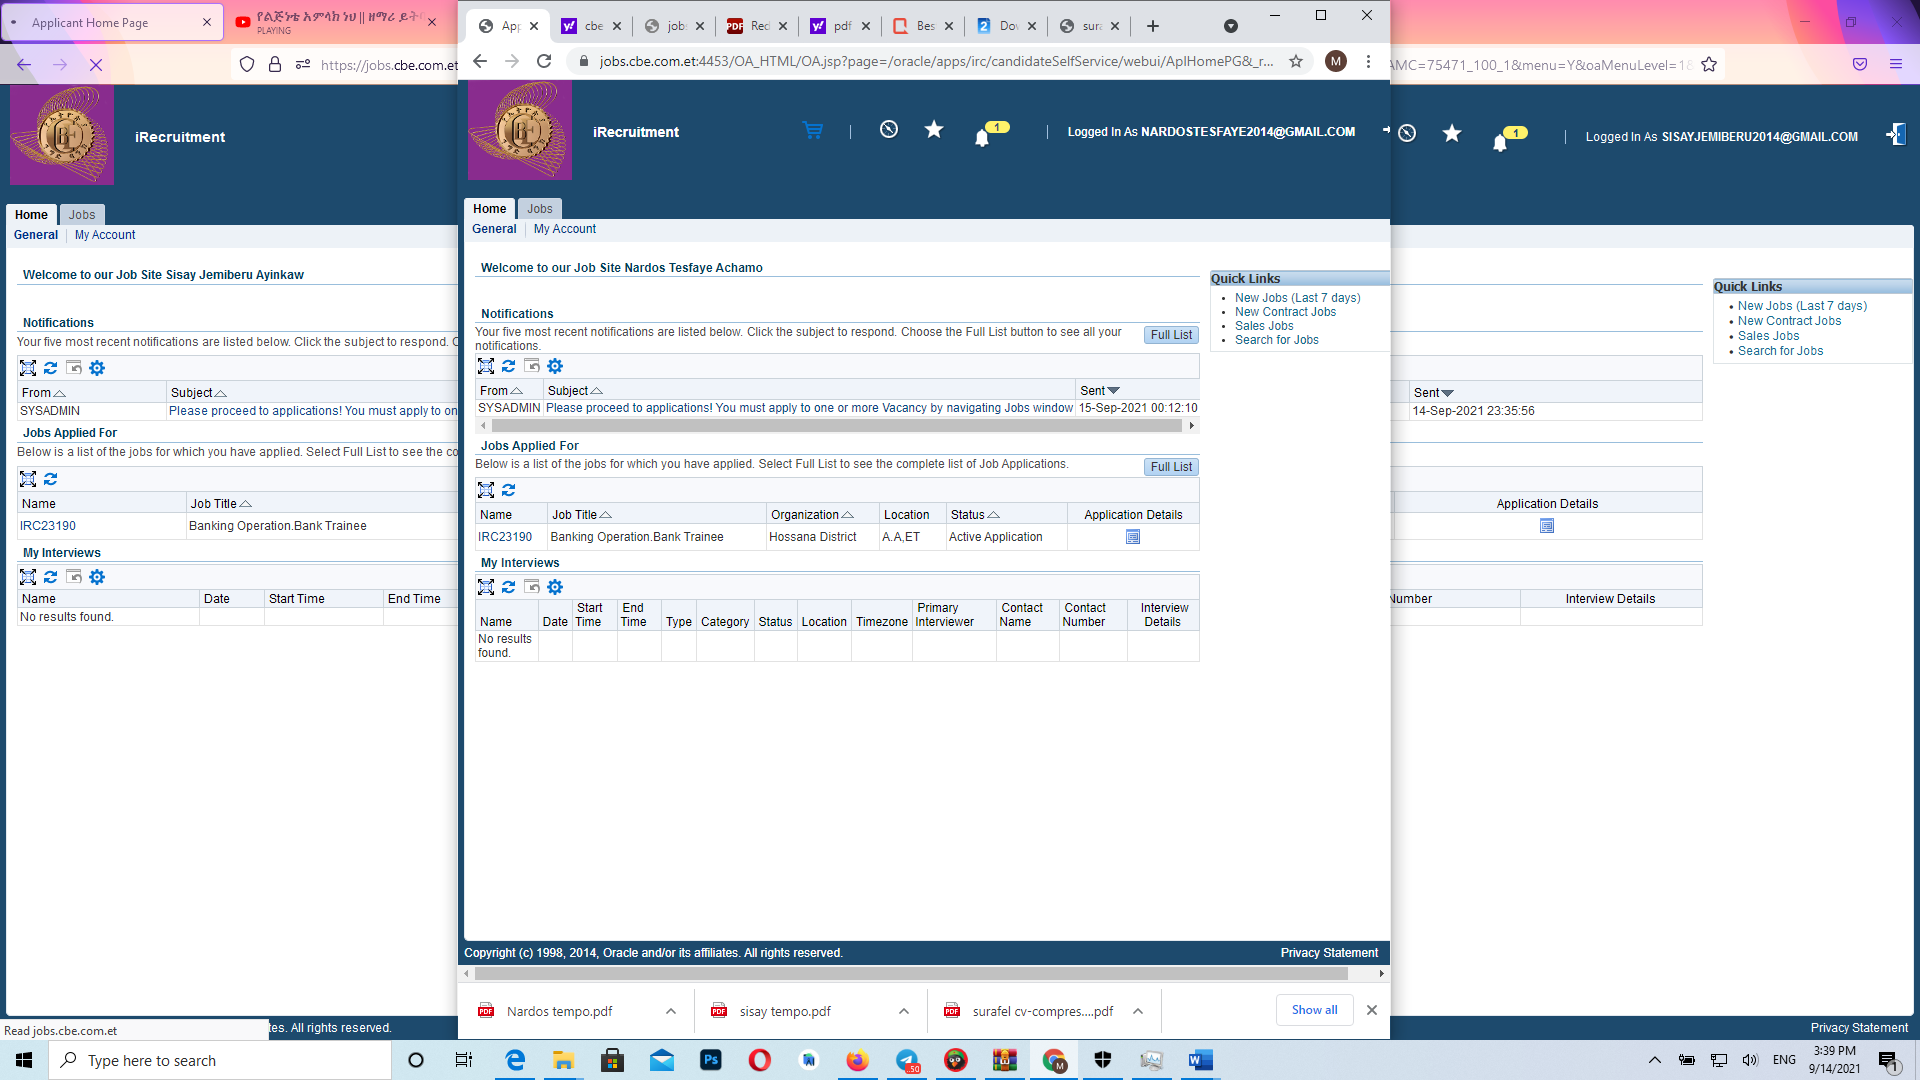 Applicant Home Page
የልጅነቴ አምላክ ነህ || ዘማሪ ይት
PLAYING
https://jobs.cbe.com.et
App
cbe
job
Red
pdf
Bes
Do
sura
jobs.cbe.com.et:4453/OA_HTML/OA.jsp?page=/oracle/apps/irc/candidateSelfService/webui/ApIHomePG&_r...
M
AMC=75471_100_1&menu=Y&oaMenuLevel=1&
iRecruitment
Home
Jobs
General
My Account
Welcome to our Job Site Sisay Jemiberu Ayinkaw
Notifications
Your five most recent notifications are listed below. Click the subject to respond. C
From
Subject
SYSADMIN
Please proceed to applications! You must apply to on
Jobs Applied For
Below is a list of the jobs for which you have applied. Select Full List to see the co
Name
Job Title
IRC23190
Banking Operation.Bank Trainee
My Interviews
Name
Date
Start Time
End Time
No results found.
Read jobs.cbe.com.et
tes. All rights reserved.
iRecruitment
1
Logged In As NARDOSTESFAYE2014@GMAIL.COM
Home
Jobs
General
My Account
Welcome to our Job Site Nardos Tesfaye Achamo
Notifications
Your five most recent notifications are listed below. Click the subject to respond. Choose the Full List button to see all your
notifications.
Full List
From
Subject
Sent
SYSADMIN
Please proceed to applications! You must apply to one or more Vacancy by navigating Jobs window
15-Sep-2021 00:12:10
Jobs Applied For
Below is a list of the jobs for which you have applied. Select Full List to see the complete list of Job Applications.
Full List
Name
Job Title
Organization
Location
Status
Application Details
IRC23190
Banking Operation.Bank Trainee
Hossana District
A.A,ET
Active Application
My Interviews
Name
Date
Start Time
End Time
Type
Category
Status
Location
Timezone
Primary Interviewer
Contact Name
Contact Number
Interview Details
No results found.
Quick Links
New Jobs (Last 7 days)
New Contract Jobs
Sales Jobs
Search for Jobs
Copyright (c) 1998, 2014, Oracle and/or its affiliates. All rights reserved.
Privacy Statement
Nardos tempo.pdf
sisay tempo.pdf
surafel cv-compres....pdf
Show all
1
Logged In As SISAYJEMIBERU2014@GMAIL.COM
Quick Links
New Jobs (Last 7 days)
New Contract Jobs
Sales Jobs
Search for Jobs
Sent
14-Sep-2021 23:35:56
Application Details
Number
Interview Details
Privacy Statement
Type here to search
50
ENG
3:39 PM
9/14/2021
1